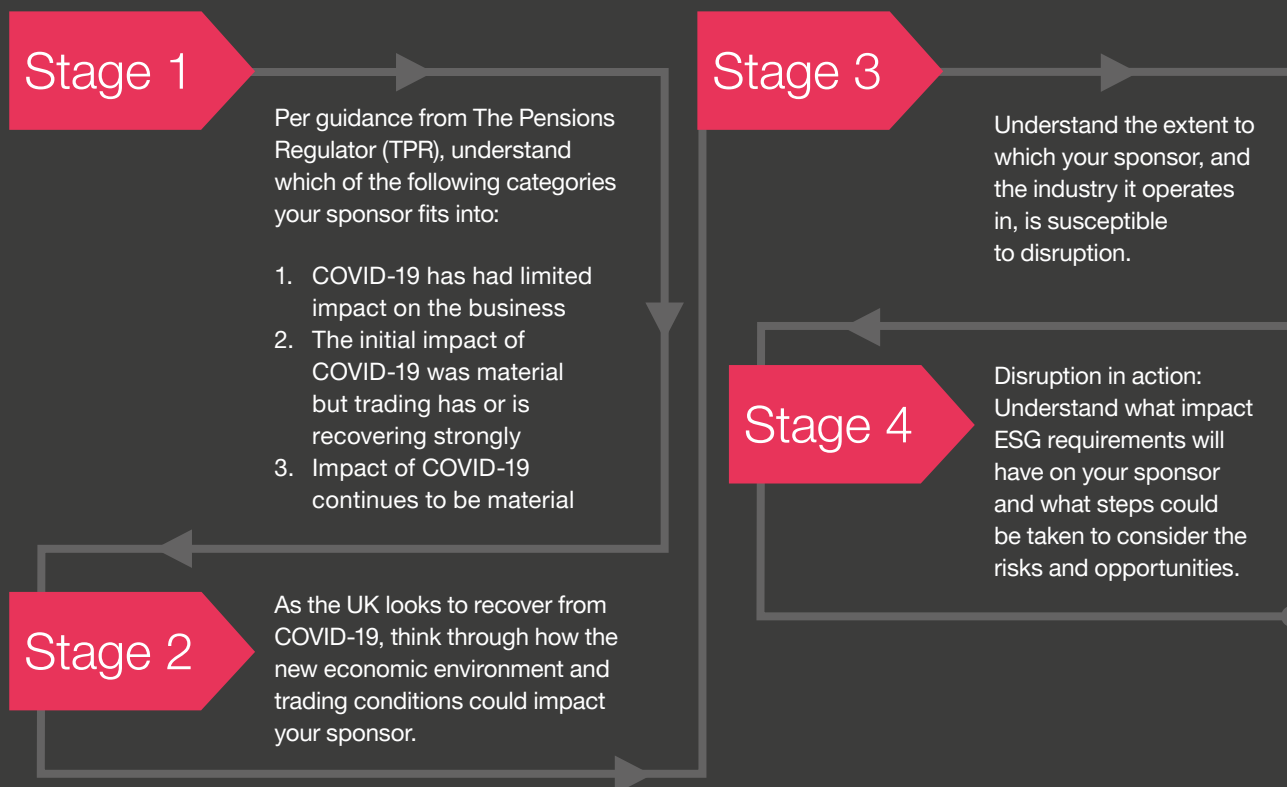 Stage 1
Per guidance from The Pensions
Regulator (TPR), understand
which of the following categories
your sponsor fits into:
1. COVID-19 has had limited
impact on the business
2. The initial impact of
COVID-19 was material
but trading has or is
recovering strongly
3. Impact of COVID-19
continues to be material
Stage 2
As the UK looks to recover from
COVID-19, think through how the
new economic environment and
trading conditions could impact
your sponsor.
Stage 3
Understand the extent to
which your sponsor, and
the industry it operates
in, is susceptible
to disruption.
Stage 4
Disruption in action:
Understand what impact
ESG requirements will
have on your sponsor
and what steps could
be taken to consider the
risks and opportunities.